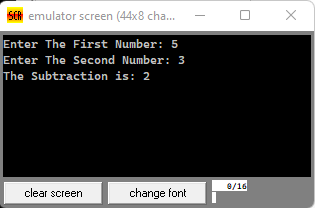 SCR emulator screen (44x8 cha...
Enter The First Number: 5
Enter The Second Number: 3
The Subtraction is: 2
clear screen change font 0/16